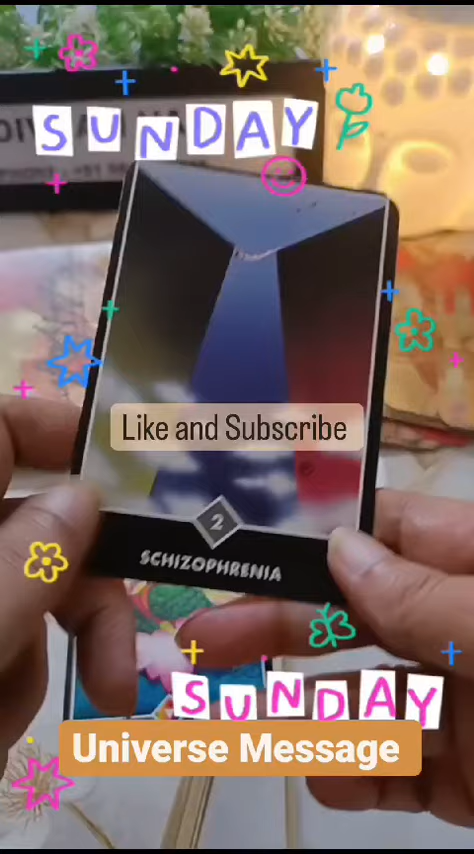 SUNDAY
Like and Subscribe
2
SCHIZOPHRENIA
SUNDAY
Universe Message